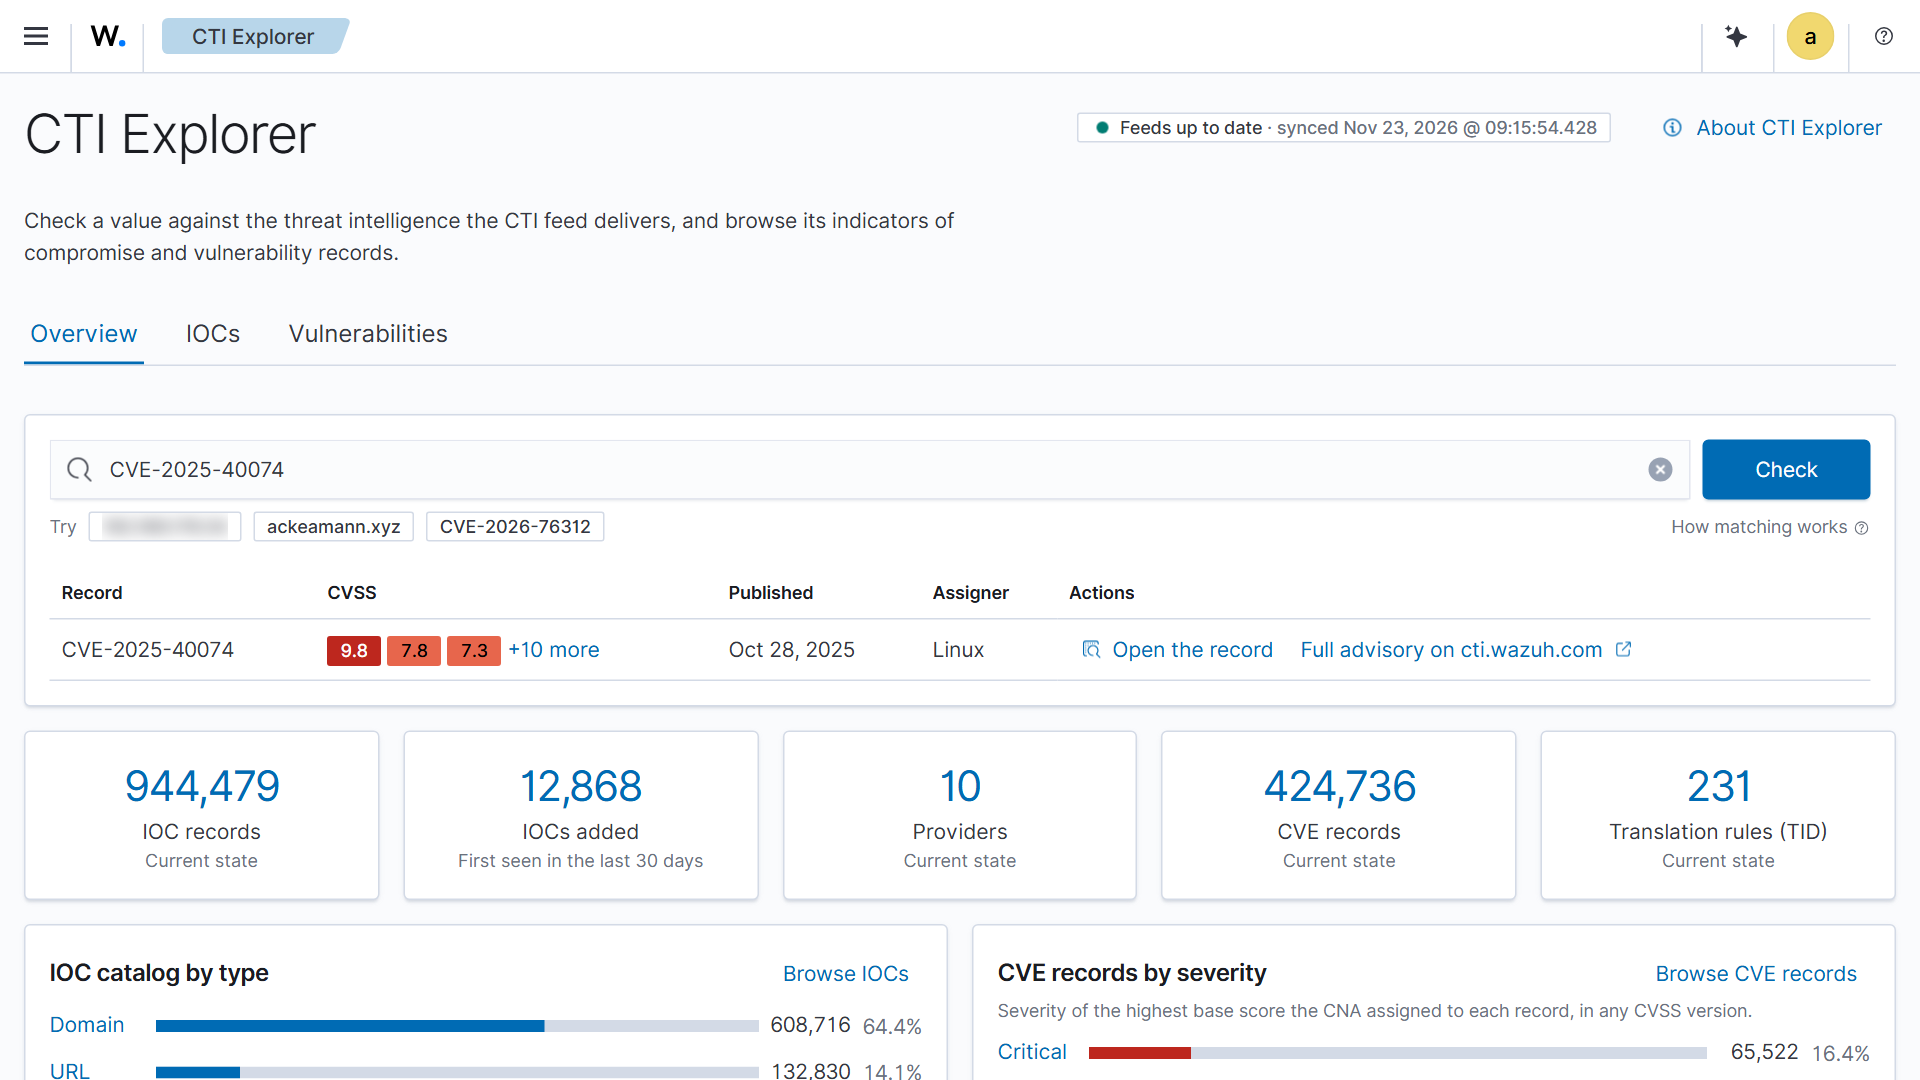 W.
CTI Explorer
a
CTI Explorer
Feeds up to date · synced Nov 23, 2026 @ 09:15:54.428
About CTI Explorer
Check a value against the threat intelligence the CTI feed delivers, and browse its indicators of
compromise and vulnerability records.
Overview
IOCs
Vulnerabilities
CVE-2025-40074
Check
Try
ackeamann.xyz
CVE-2026-76312
How matching works
Record
CVSS
Published
Assigner
Actions
CVE-2025-40074
9.8
7.8
7.3
+10 more
Oct 28, 2025
Linux
Open the record
Full advisory on cti.wazuh.com
944,479
IOC records
Current state
12,868
IOCs added
First seen in the last 30 days
10
Providers
Current state
424,736
CVE records
Current state
231
Translation rules (TID)
Current state
IOC catalog by type
Browse IOCs
Domain
608,716 64.4%
URL
132,830 14.1%
CVE records by severity
Browse CVE records
Severity of the highest base score the CNA assigned to each record, in any CVSS version.
Critical
65,522 16.4%